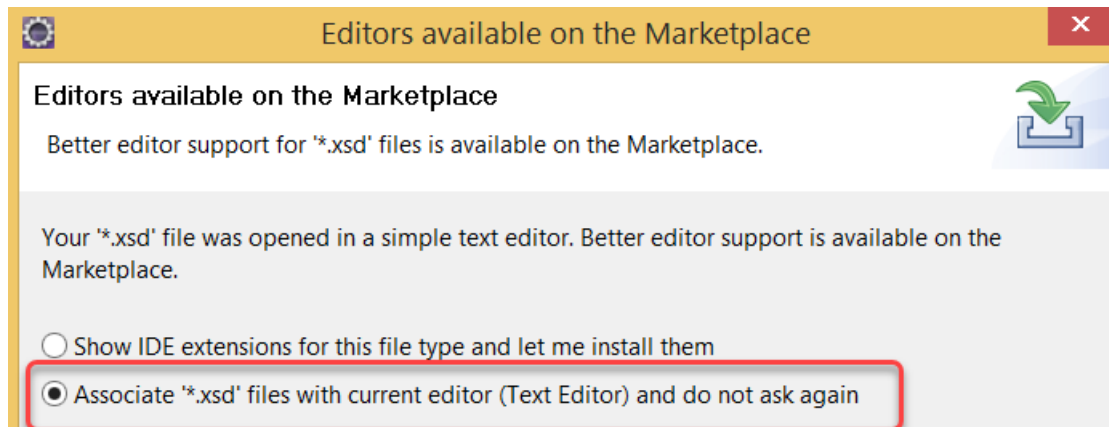 Editors available on the Marketplace
Editors available on the Marketplace
Better editor support for '*.xsd' files is available on the Marketplace.
Your '*.xsd' file was opened in a simple text editor. Better editor support is available on the
Marketplace.
Show IDE extensions for this file type and let me install them
Associate '*.xsd' files with current editor (Text Editor) and do not ask again